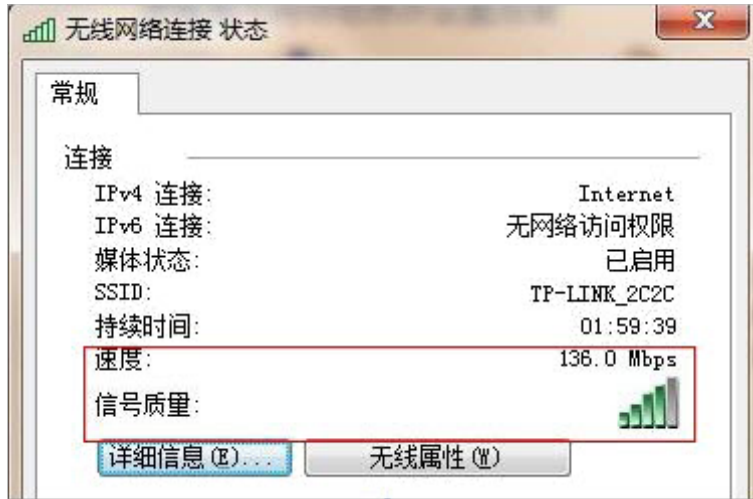 无线网络连接 状态
常规
连接
IPv4 连接: Internet
IPv6 连接: 无网络访问权限
媒体状态: 已启用
SSID: TP-LINK_2C2C
持续时间: 01:59:39
速度: 136.0 Mbps
信号质量:
详细信息(E)... 无线属性(W)